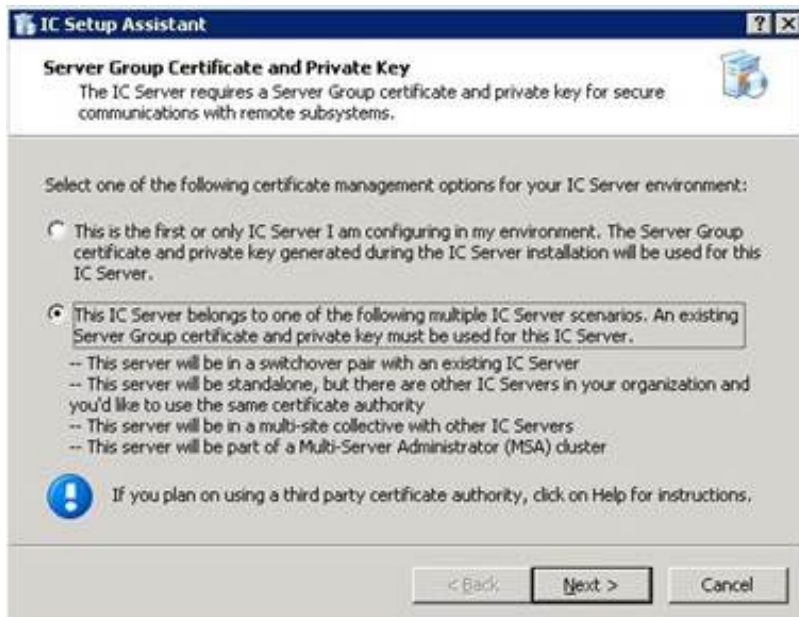 IC Setup Assistant
Server Group Certificate and Private Key
The IC Server requires a Server Group certificate and private key for secure
communications with remote subsystems.
Select one of the following certificate management options for your IC Server environment:
This is the first or only IC Server I am configuring in my environment. The Server Group
certificate and private key generated during the IC Server installation will be used for this
IC Server.
This IC Server belongs to one of the following multiple IC Server scenarios. An existing
Server Group certificate and private key must be used for this IC Server.
-- This server will be in a switchover pair with an existing IC Server
-- This server will be standalone, but there are other IC Servers in your organization and
you'd like to use the same certificate authority
-- This server will be in a multi-site collective with other IC Servers
-- This server will be part of a Multi-Server Administrator (MSA) cluster
If you plan on using a third party certificate authority, click on Help for instructions.
< Back Next > Cancel